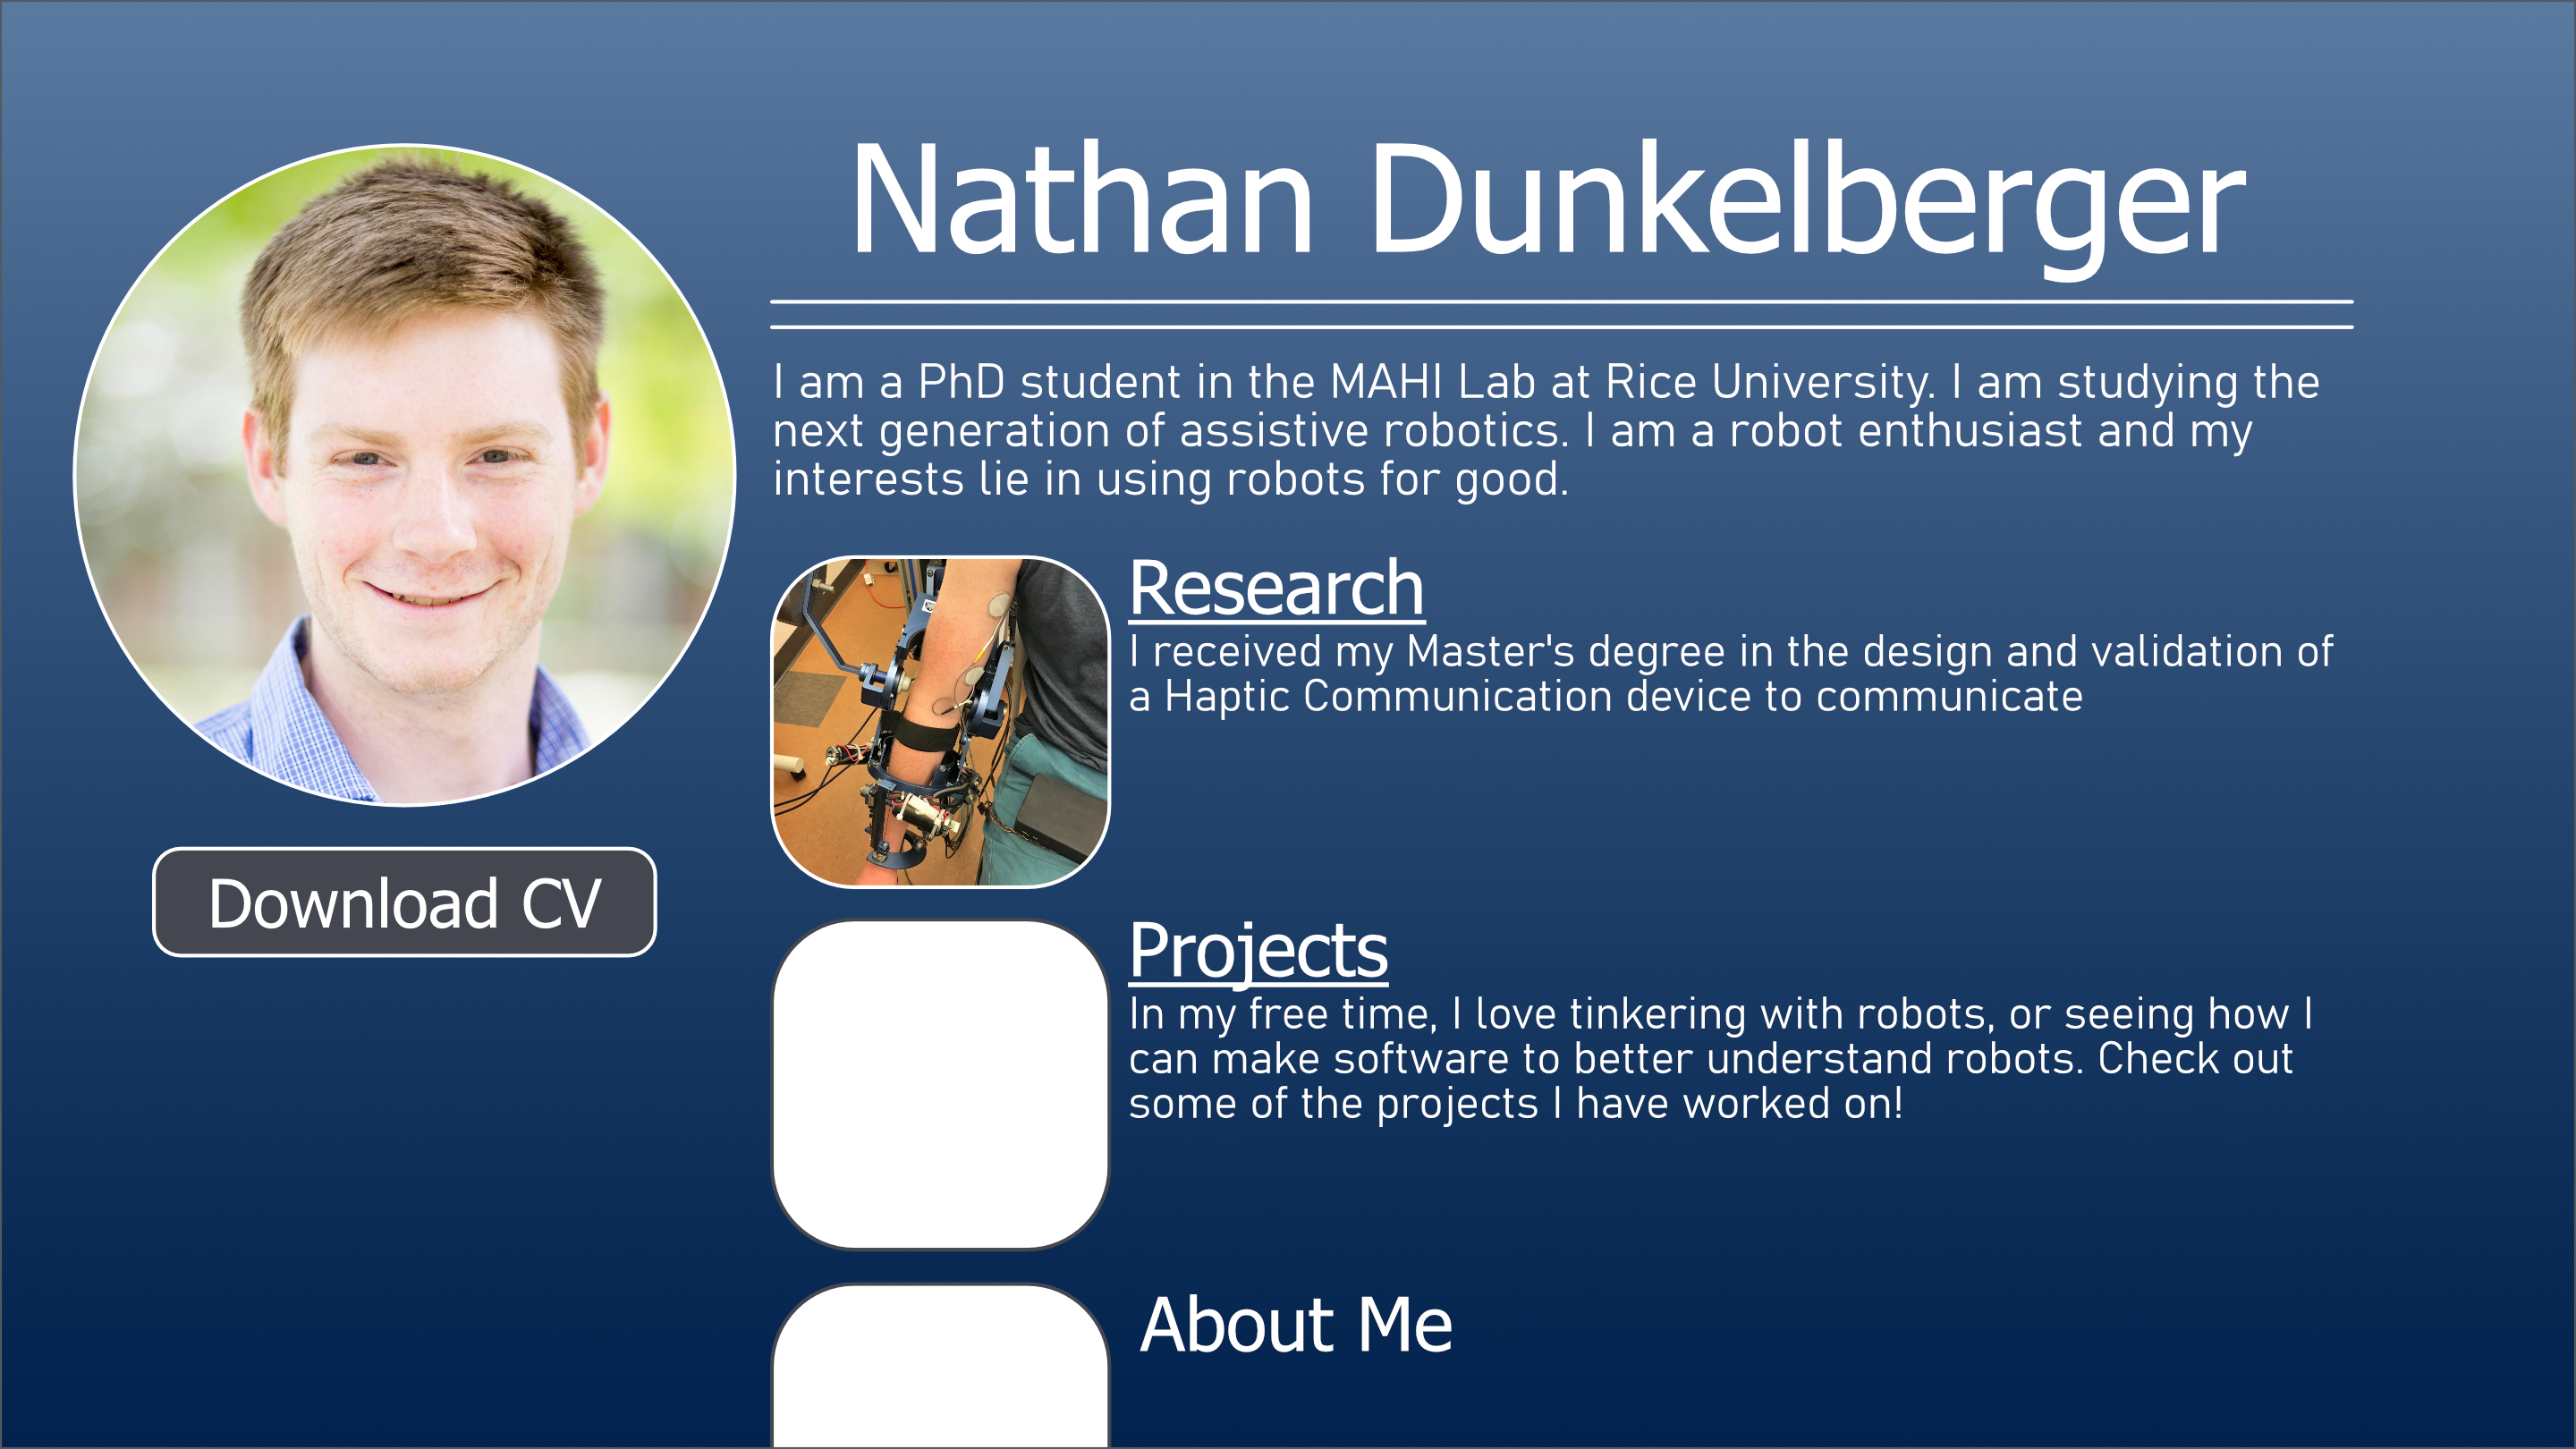 Nathan Dunkelberger
I am a PhD student in the MAHI Lab at Rice University. I am studying the
next generation of assistive robotics. I am a robot enthusiast and my
interests lie in using robots for good.
Download CV
Research
I received my Master's degree in the design and validation of
a Haptic Communication device to communicate
Projects
In my free time, I love tinkering with robots, or seeing how I
can make software to better understand robots. Check out
some of the projects I have worked on!
About Me